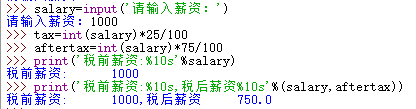 >>> salary=input('请输入薪资：')
请输入薪资：1000
>>> tax=int(salary)*25/100
>>> aftertax=int(salary)*75/100
>>> print('税前薪资:%10s'%salary)
税前薪资:      1000
>>> print('税前薪资:%10s,税后薪资%10s'%(salary,aftertax))
税前薪资:      1000,税后薪资     750.0